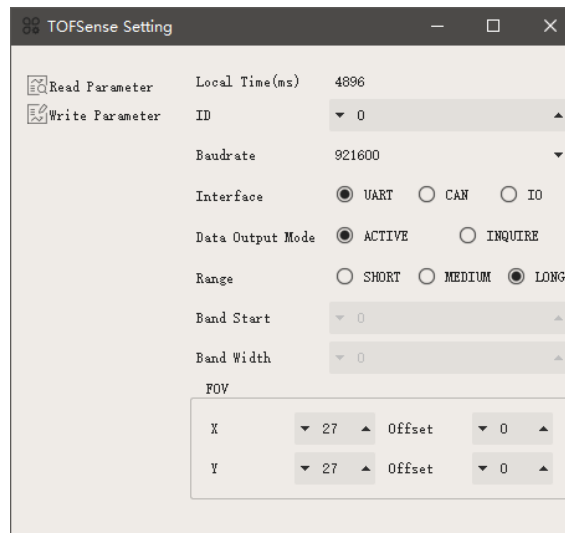 TOFSense Setting
Read Parameter
Write Parameter
Local Time(ms) 4896
ID 0
Baudrate 921600
Interface UART CAN IO
Data Output Mode ACTIVE INQUIRE
Range SHORT MEDIUM LONG
Band Start 0
Band Width 0
FOV
X 27 Offset 0
Y 27 Offset 0